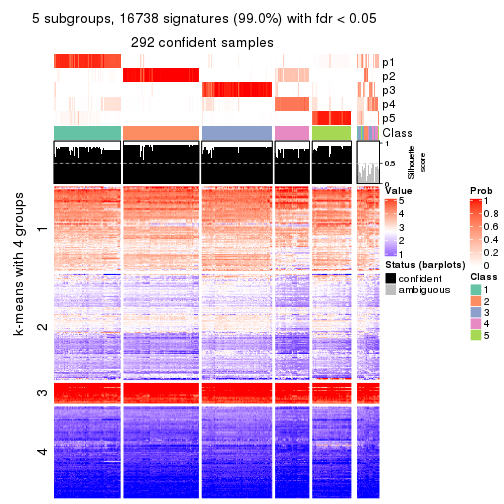 5 subgroups, 16738 signatures (99.0%) with fdr < 0.05
292 confident samples
p1
p2
p3
p4
p5
Class
1
0.5
0
Silhouette
score
k-means with 4 groups
1
2
3
4
Value
5
4
3
2
1
Status (barplots)
confident
ambiguous
Prob
1
0.8
0.6
0.4
0.2
0
Class
1
2
3
4
5